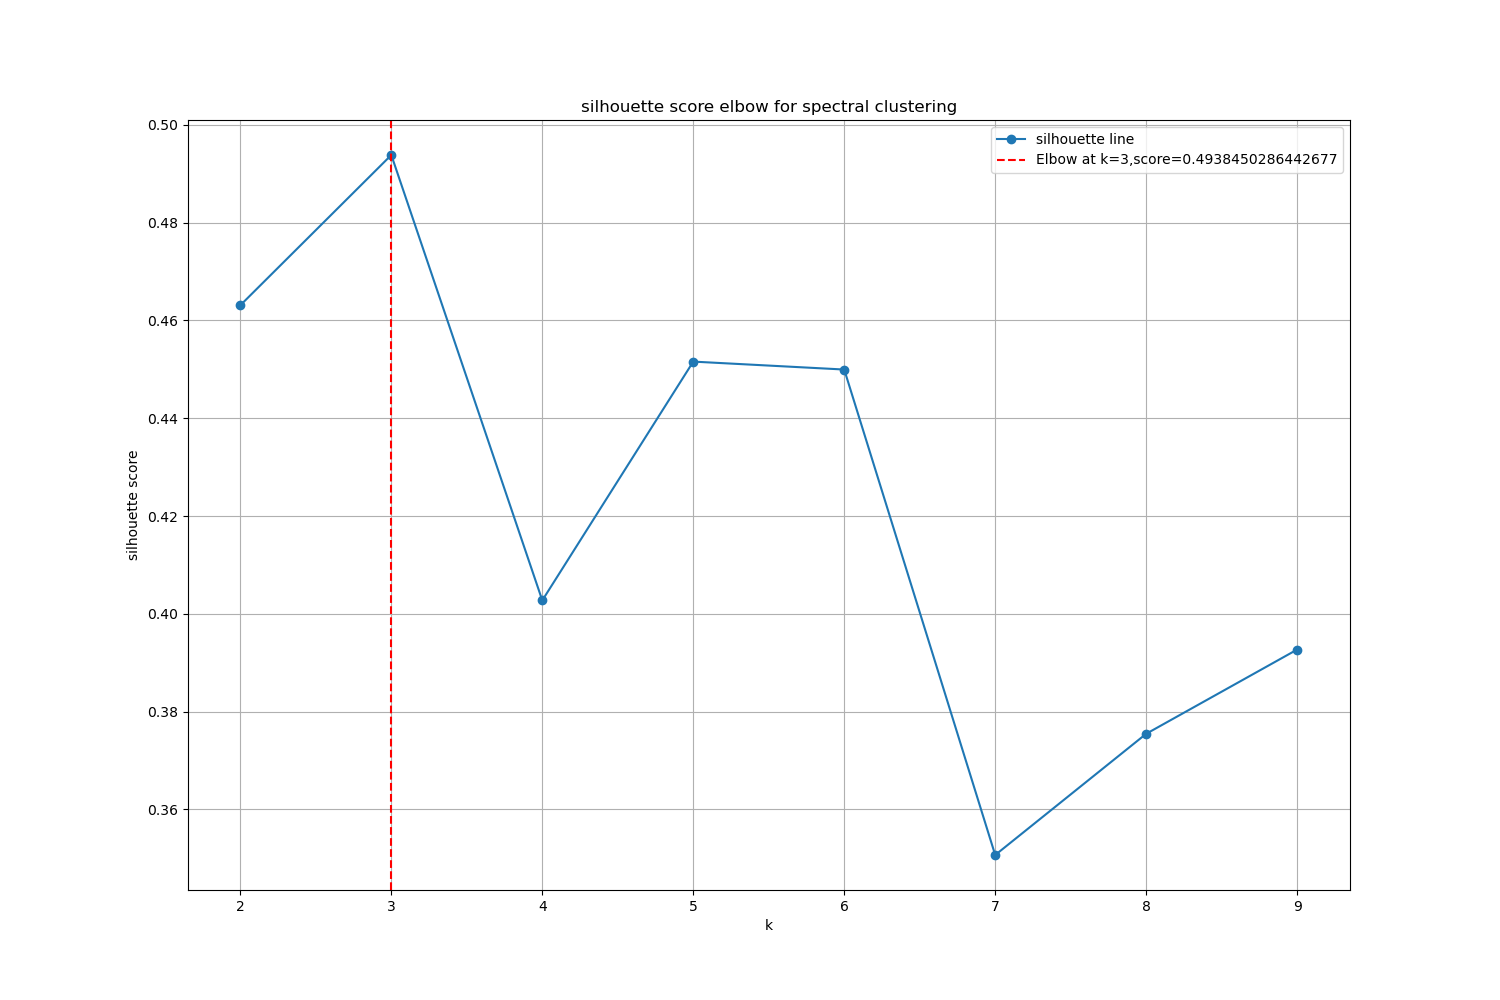 silhouette score elbow for spectral clustering
silhouette line
Elbow at k=3,score=0.4938450286442677
silhouette score
0.50
0.48
0.46
0.44
0.42
0.40
0.38
0.36
2 3 4 5 6 7 8 9
k